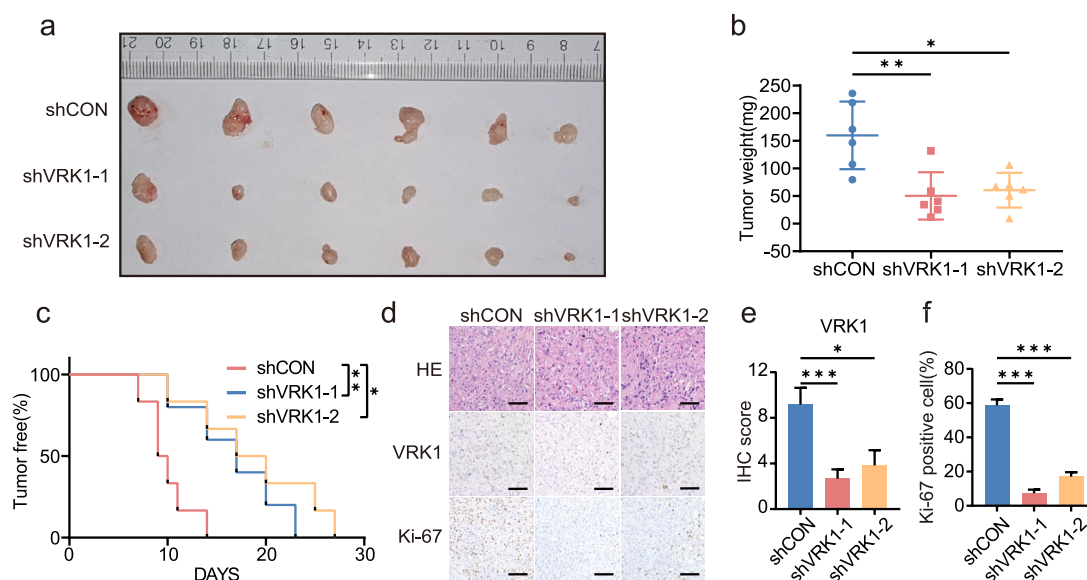 a
21 20 19 18 17 16 15 14 13 12 11 10 9 8 7
shCON
shVRK1-1
shVRK1-2
b
Tumor weight(mg)
250
200
150
100
50
0
-50
*
**
shCON shVRK1-1 shVRK1-2
c
Tumor free(%)
100
50
0
shCON
shVRK1-1
shVRK1-2
**
*
0 10 20 30
DAYS
d
shCON shVRK1-1 shVRK1-2
HE
VRK1
Ki-67
e
VRK1
IHC score
12
8
4
0
*
***
shCON
shVRK1-1
shVRK1-2
f
Ki-67 positive cell(%)
80
60
40
20
0
***
***
shCON
shVRK1-1
shVRK1-2